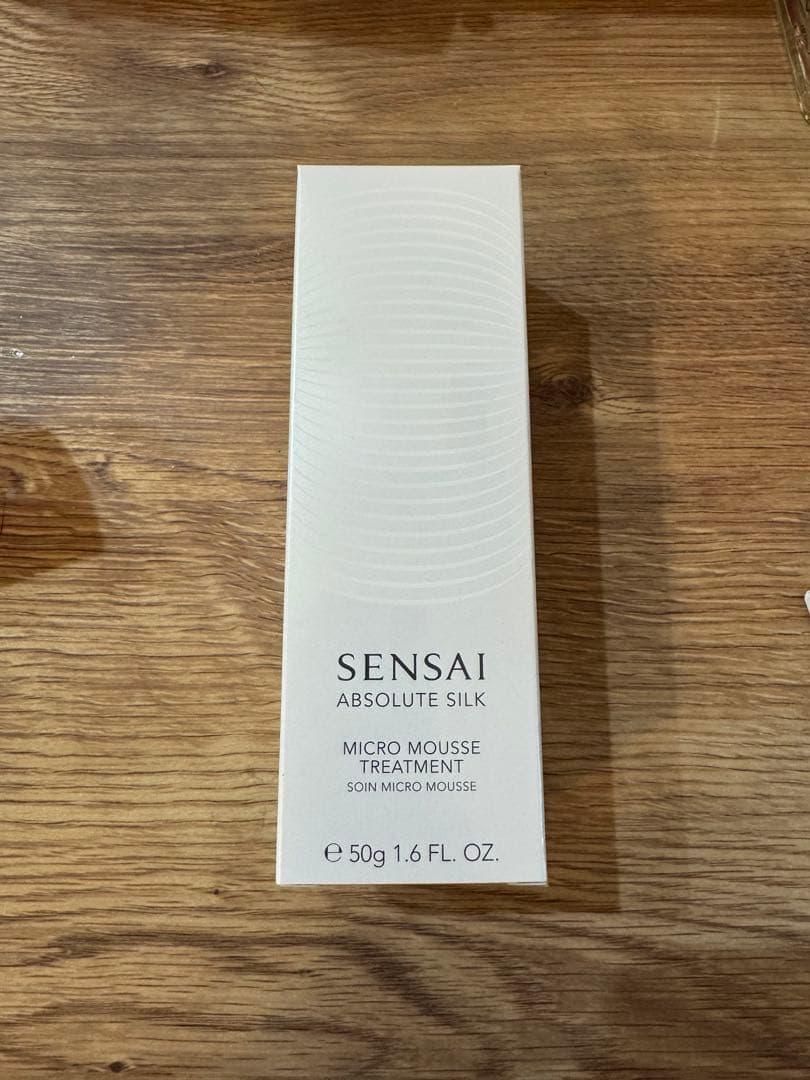 SENSAI
ABSOLUTE SILK
MICRO MOUSSE
TREATMENT
SOIN MICRO MOUSSE
℮ 50g 1.6 FL. OZ.